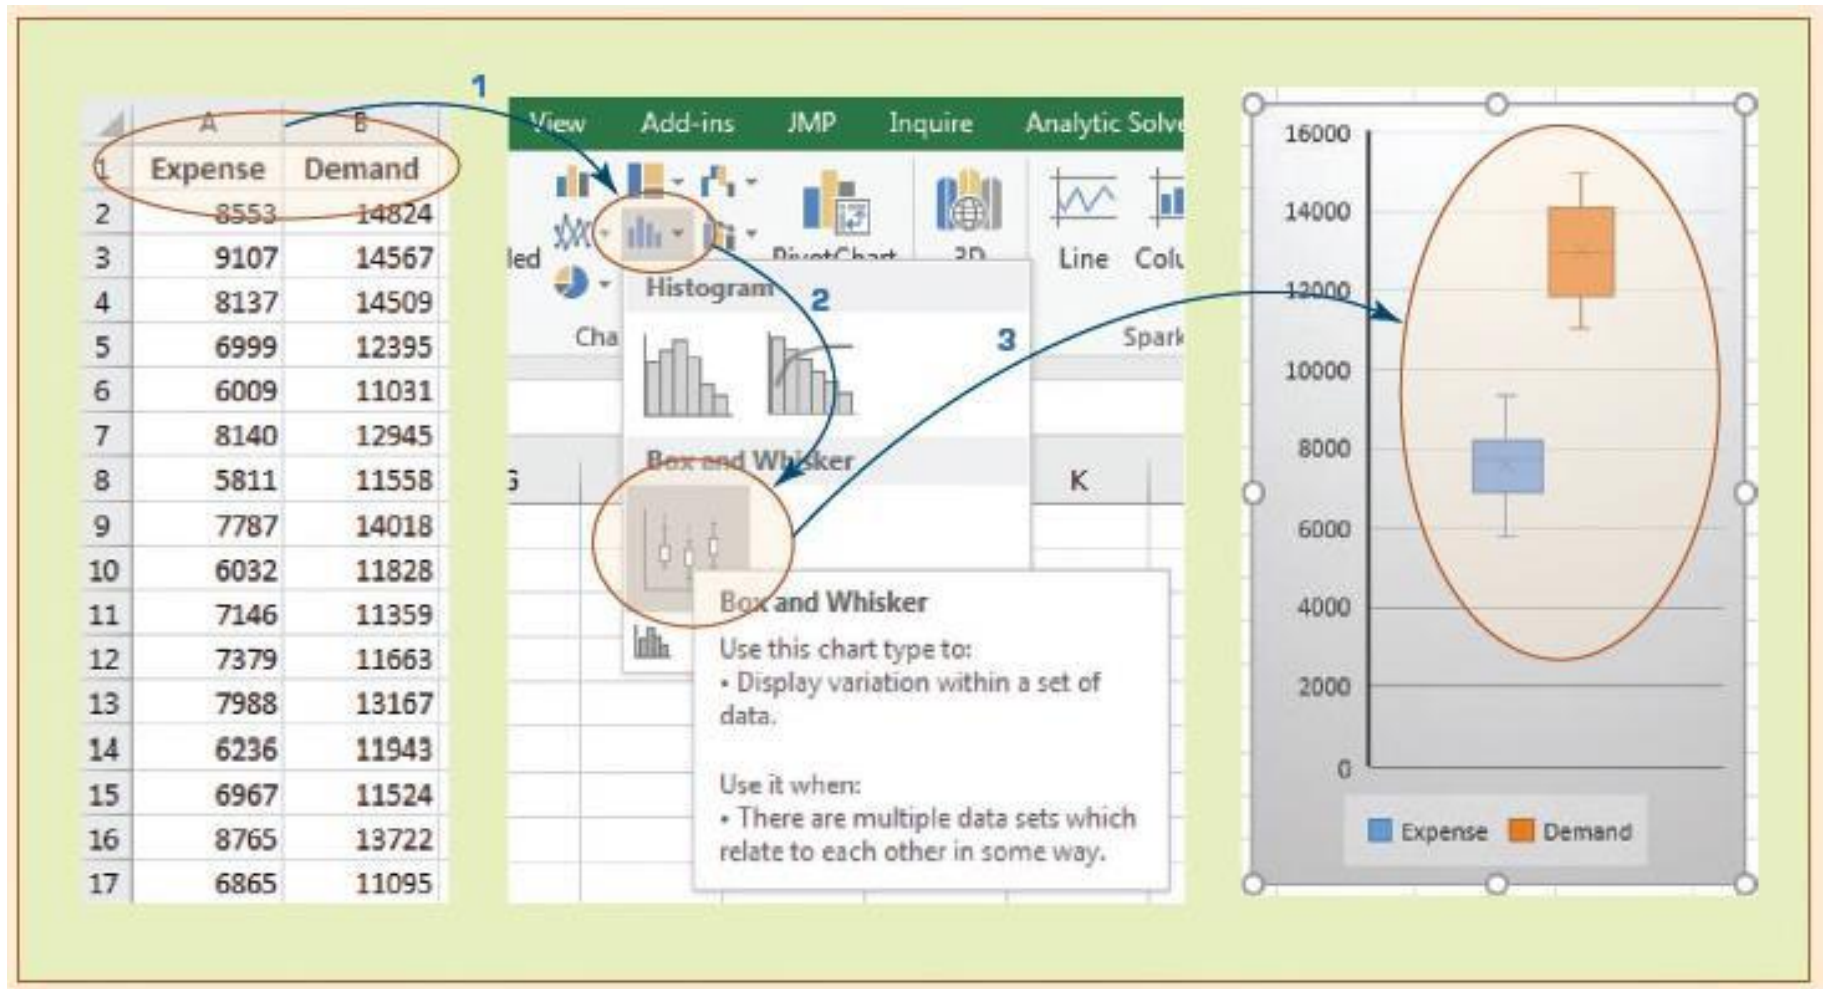 1
A B
1 Expense Demand
2 8553 14824
3 9107 14567
4 8137 14509
5 6999 12395
6 6009 11031
7 8140 12945
8 5811 11558
9 7787 14018
10 6032 11828
11 7146 11359
12 7379 11663
13 7988 13167
14 6236 11943
15 6967 11524
16 8765 13722
17 6865 11095
View Add-ins JMP Inquire Analytic Solve
led PivotChart 3D Line Colu
Histogram
2
3
Cha Spark
Box and Whisker
K
Box and Whisker
Use this chart type to:
• Display variation within a set of
data.
Use it when:
• There are multiple data sets which
relate to each other in some way.
16000
14000
12000
10000
8000
6000
4000
2000
0
Expense Demand